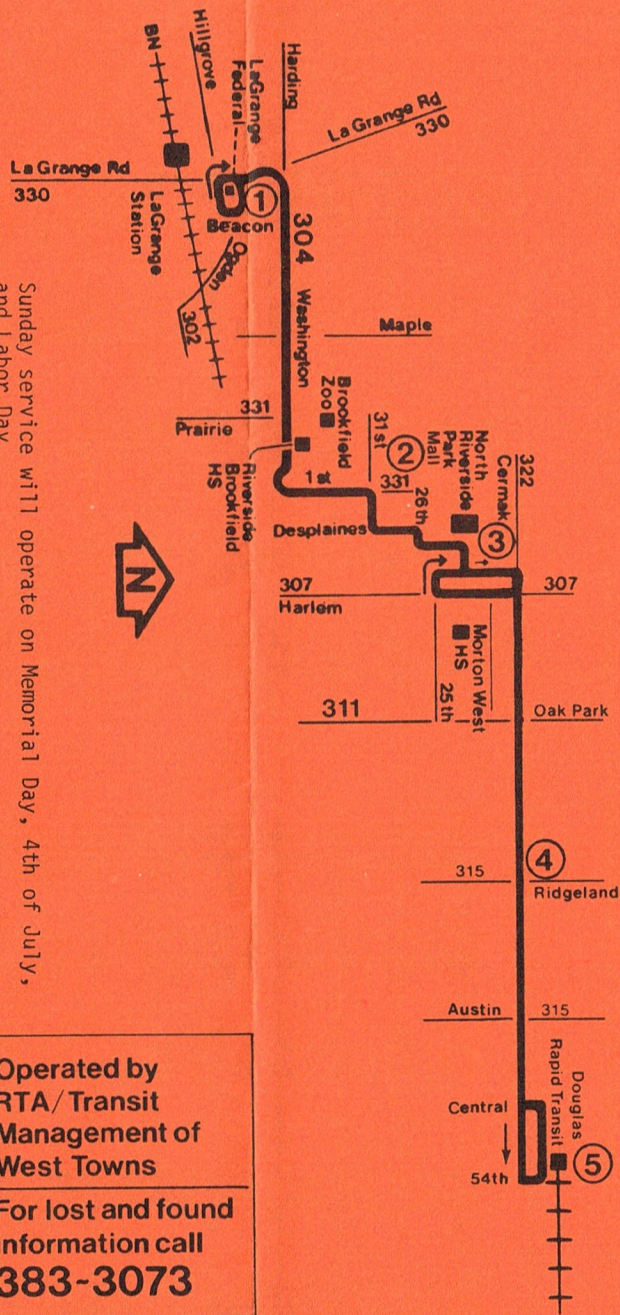 Harding
Hillgrove
LaGrange
Federal
BN
La Grange Rd
330
La Grange Rd
330
LaGrange
Station
1
Beacon
Ogden
302
304 Washington
Maple
331
Prairie
Brookfield
Zoo
Riverside
Brookfield
HS
1st
31st
2
331
26th
North
Riverside
Park
Mall
Cermak
322
3
Desplaines
307
Harlem
307
Morton West
HS
25th
311
Oak Park
4
315
Ridgeland
Austin
315
Central
54th
Douglas
Rapid Transit
5
N
Sunday service will operate on Memorial Day, 4th of July,
and Labor Day
Operated by
RTA/Transit
Management of
West Towns
For lost and found
information call
383-3073